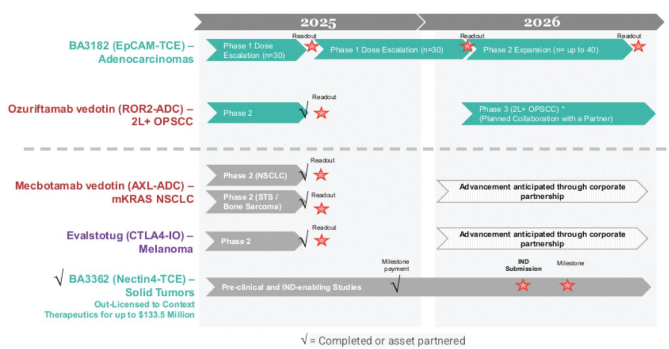 2025
2026
BA3182 (EpCAM-TCE) –
Adenocarcinomas
Phase 1 Dose
Escalation (n=30)
Readout
Phase 1 Dose Escalation (n=30)
Readout
Phase 2 Expansion (n= up to 40)
Readout
Ozuriftamab vedotin (ROR2-ADC) –
2L+ OPSCC
Phase 2
√
Readout
Phase 3 (2L+ OPSCC) *
(Planned Collaboration with a Partner)
Mecbotamab vedotin (AXL-ADC) –
mKRAS NSCLC
Phase 2 (NSCLC)
√
Readout
Phase 2 (STS /
Bone Sarcoma)
√
Readout
Advancement anticipated through corporate
partnership
Evalstotug (CTLA4-IO) –
Melanoma
Phase 2
√
Readout
Advancement anticipated through corporate
partnership
√ BA3362 (Nectin4-TCE) –
Solid Tumors
Out-Licensed to Context
Therapeutics for up to $133.5 Million
Pre-clinical and IND-enabling Studies
Milestone
payment
√
IND
Submission
Milestone
√ = Completed or asset partnered